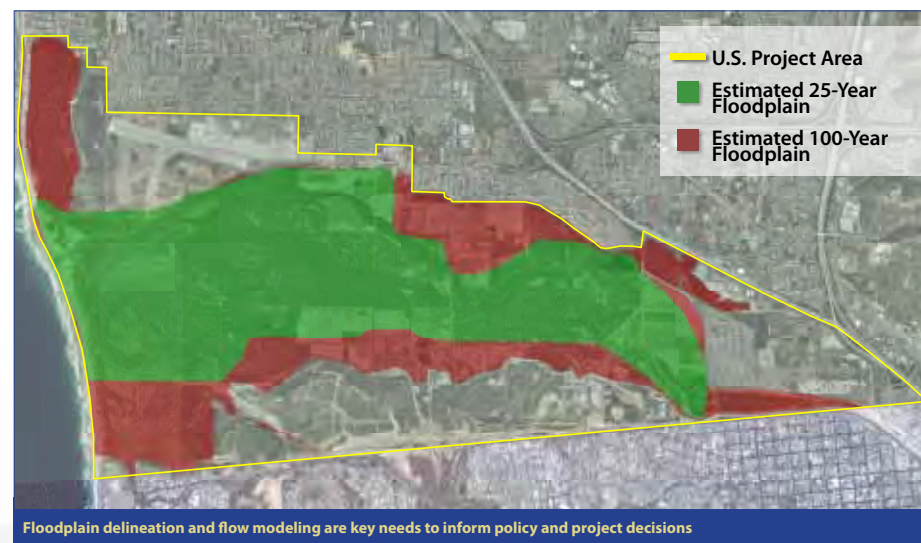 U.S. Project Area
Estimated 25-Year
Floodplain
Estimated 100-Year
Floodplain
Floodplain delineation and flow modeling are key needs to inform policy and project decisions